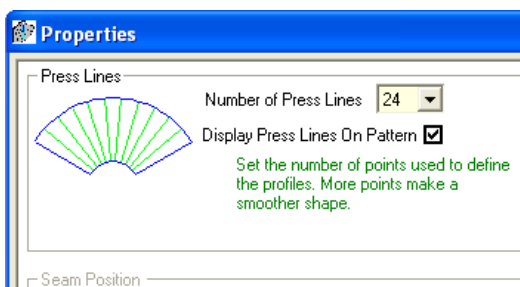 Properties
Press Lines
Number of Press Lines 24
Display Press Lines On Pattern
Set the number of points used to define
the profiles. More points make a
smoother shape.
Seam Position